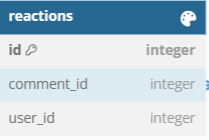 reactions
id integer
comment_id integer
user_id integer